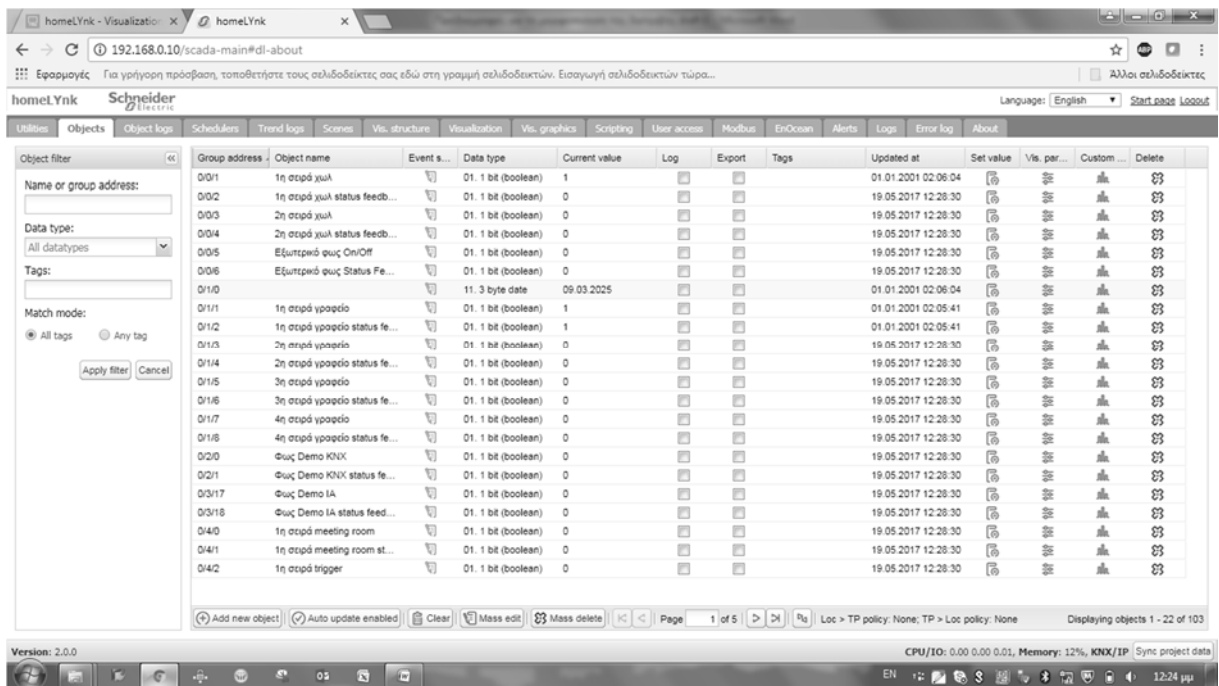 homeLYnk - Visualization
homeLYnk
192.168.0.10/scada-main#dl-about
Εφαρμογές Για γρήγορη πρόσβαση, τοποθετήστε τους σελιδοδείκτες σας εδώ στη γραμμή σελιδοδεικτών. Εισαγωγή σελιδοδεικτών τώρα... Άλλοι σελιδοδείκτες
homeLYnk Schneider Electric Language: English Start page Logout
Utilities Objects Object logs Schedulers Trend logs Scenes Vis. structure Visualization Vis. graphics Scripting User access Modbus EnOcean Alerts Logs Error log About
Object filter
Name or group address:
Data type:
All datatypes
Tags:
Match mode:
All tags Any tag
Apply filter Cancel
Group address Object name Event s... Data type Current value Log Export Tags Updated at Set value Vis. par... Custom ... Delete
0/0/1 1η σειρά χωλ 01. 1 bit (boolean) 1 01.01.2001 02:06:04
0/0/2 1η σειρά χωλ status feedb... 01. 1 bit (boolean) 0 19.05.2017 12:28:30
0/0/3 2η σειρά χωλ 01. 1 bit (boolean) 0 19.05.2017 12:28:30
0/0/4 2η σειρά χωλ status feedb... 01. 1 bit (boolean) 0 19.05.2017 12:28:30
0/0/5 Εξωτερικό φως On/Off 01. 1 bit (boolean) 0 19.05.2017 12:28:30
0/0/6 Εξωτερικό φως Status Fe... 01. 1 bit (boolean) 0 19.05.2017 12:28:30
0/1/0 11. 3 byte date 09.03.2025 01.01.2001 02:06:04
0/1/1 1η σειρά γραφείο 01. 1 bit (boolean) 1 01.01.2001 02:05:41
0/1/2 1η σειρά γραφείο status fe... 01. 1 bit (boolean) 1 01.01.2001 02:05:41
0/1/3 2η σειρά γραφείο 01. 1 bit (boolean) 0 19.05.2017 12:28:30
0/1/4 2η σειρά γραφείο status fe... 01. 1 bit (boolean) 0 19.05.2017 12:28:30
0/1/5 3η σειρά γραφείο 01. 1 bit (boolean) 0 19.05.2017 12:28:30
0/1/6 3η σειρά γραφείο status fe... 01. 1 bit (boolean) 0 19.05.2017 12:28:30
0/1/7 4η σειρά γραφείο 01. 1 bit (boolean) 0 19.05.2017 12:28:30
0/1/8 4η σειρά γραφείο status fe... 01. 1 bit (boolean) 0 19.05.2017 12:28:30
0/2/0 Φως Demo KNX 01. 1 bit (boolean) 0 19.05.2017 12:28:30
0/2/1 Φως Demo KNX status fe... 01. 1 bit (boolean) 0 19.05.2017 12:28:30
0/3/17 Φως Demo IA 01. 1 bit (boolean) 0 19.05.2017 12:28:30
0/3/18 Φως Demo IA status feed... 01. 1 bit (boolean) 0 19.05.2017 12:28:30
0/4/0 1η σειρά meeting room 01. 1 bit (boolean) 0 19.05.2017 12:28:30
0/4/1 1η σειρά meeting room st... 01. 1 bit (boolean) 0 19.05.2017 12:28:30
0/4/2 1η σειρά trigger 01. 1 bit (boolean) 0 19.05.2017 12:28:30
Add new object Auto update enabled Clear Mass edit Mass delete Page 1 of 5 Loc > TP policy: None; TP > Loc policy: None Displaying objects 1 - 22 of 103
Version: 2.0.0 CPU/IO: 0.00 0.00 0.01, Memory: 12%, KNX/IP Sync project data
EN 12:24 μμ